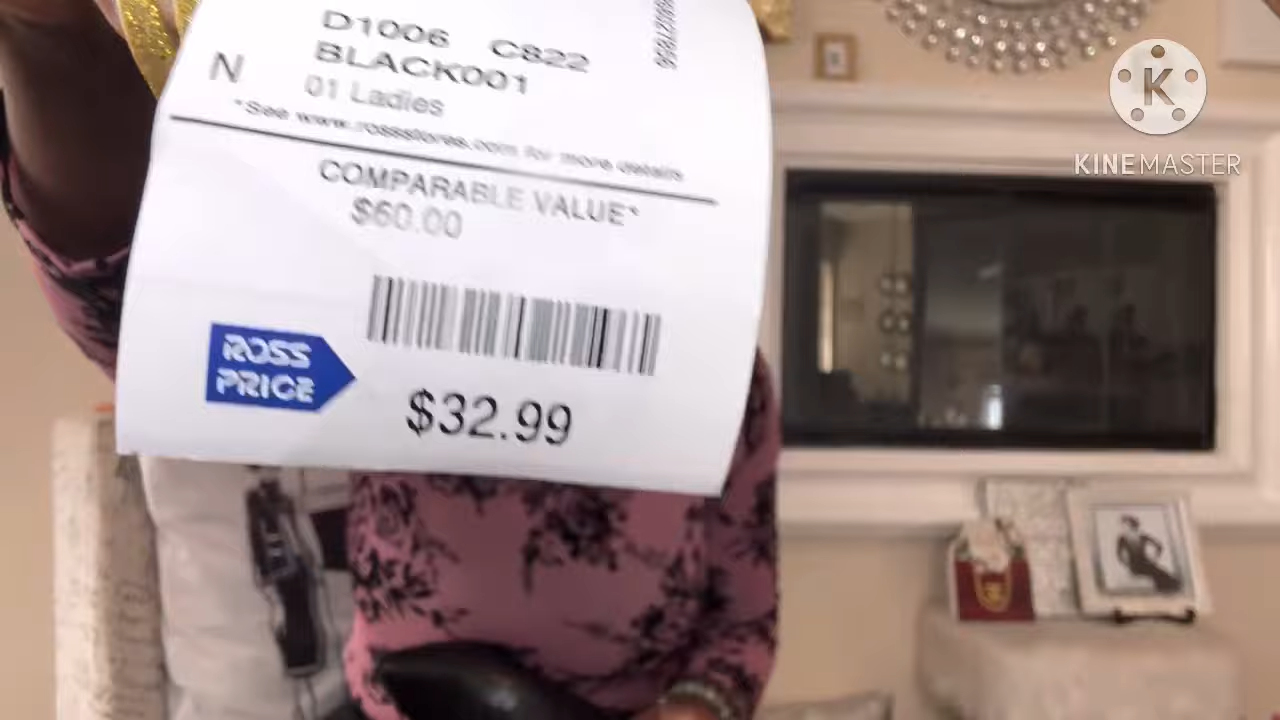 D1006 C822
BLACK001
N
01 Ladies
*See www.rossstores.com for more details
COMPARABLE VALUE*
$60.00
ROSS
PRICE
$32.99
K
KINEMASTER